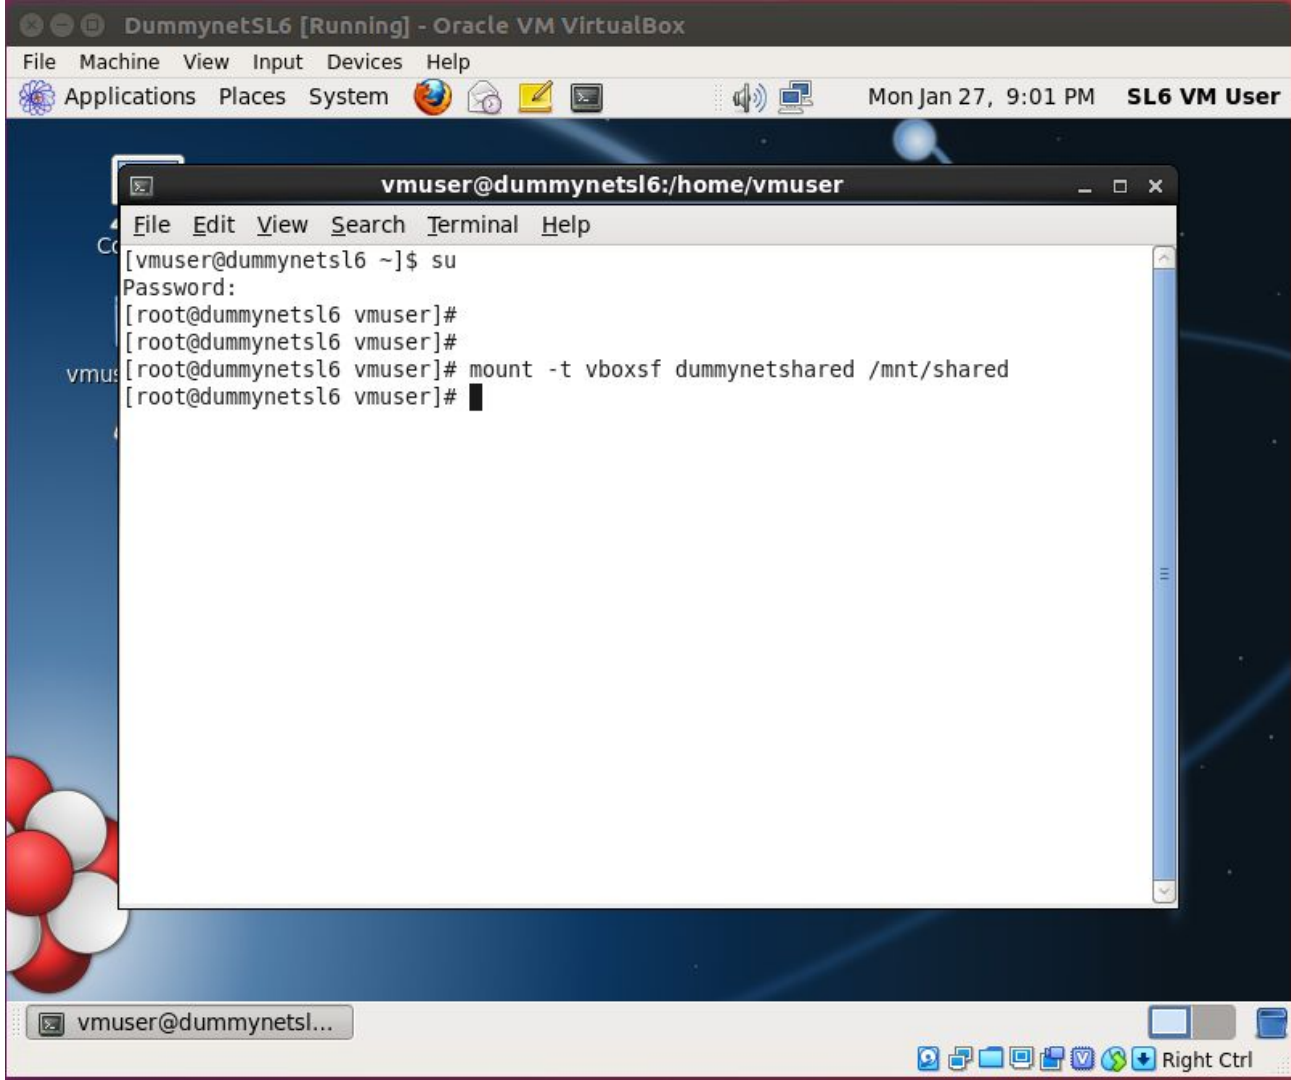 DummynetSL6 [Running] - Oracle VM VirtualBox
File Machine View Input Devices Help
Applications Places System Mon Jan 27, 9:01 PM SL6 VM User
vmuser@dummynetsl6:/home/vmuser
File Edit View Search Terminal Help
[vmuser@dummynetsl6 ~]$ su
Password:
[root@dummynetsl6 vmuser]#
[root@dummynetsl6 vmuser]#
[root@dummynetsl6 vmuser]# mount -t vboxsf dummynetshared /mnt/shared
[root@dummynetsl6 vmuser]#
vmus
vmuser@dummynetsl...
Right Ctrl